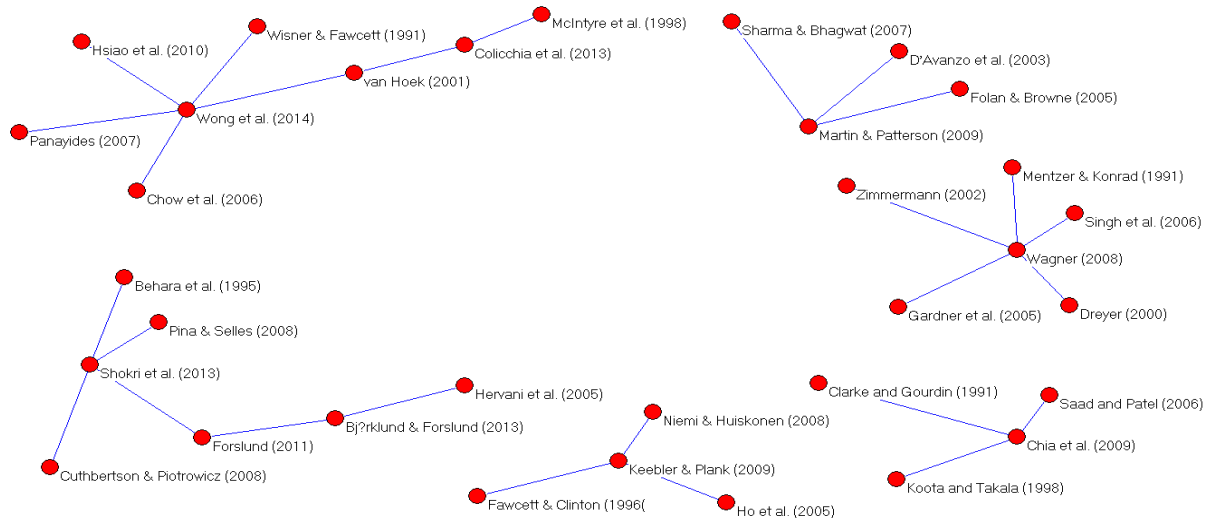 McIntyre et al. (1998)
Sharma & Bhagwat (2007)
Wisner & Fawcett (1991)
Hsiao et al. (2010)
Colicchia et al. (2013)
D'Avanzo et al. (2003)
van Hoek (2001)
Folan & Browne (2005)
Wong et al. (2014)
Panayides (2007)
Martin & Patterson (2009)
Mentzer & Konrad (1991)
Chow et al. (2006)
Zimmermann (2002)
Singh et al. (2006)
Wagner (2008)
Behara et al. (1995)
Gardner et al. (2005)
Dreyer (2000)
Pina & Selles (2008)
Shokri et al. (2013)
Hervani et al. (2005)
Clarke and Gourdin (1991)
Saad and Patel (2006)
Niemi & Huiskonen (2008)
Bj?rklund & Forslund (2013)
Forslund (2011)
Chia et al. (2009)
Keebler & Plank (2009)
Cuthbertson & Piotrowicz (2008)
Koota and Takala (1998)
Fawcett & Clinton (1996(
Ho et al. (2005)